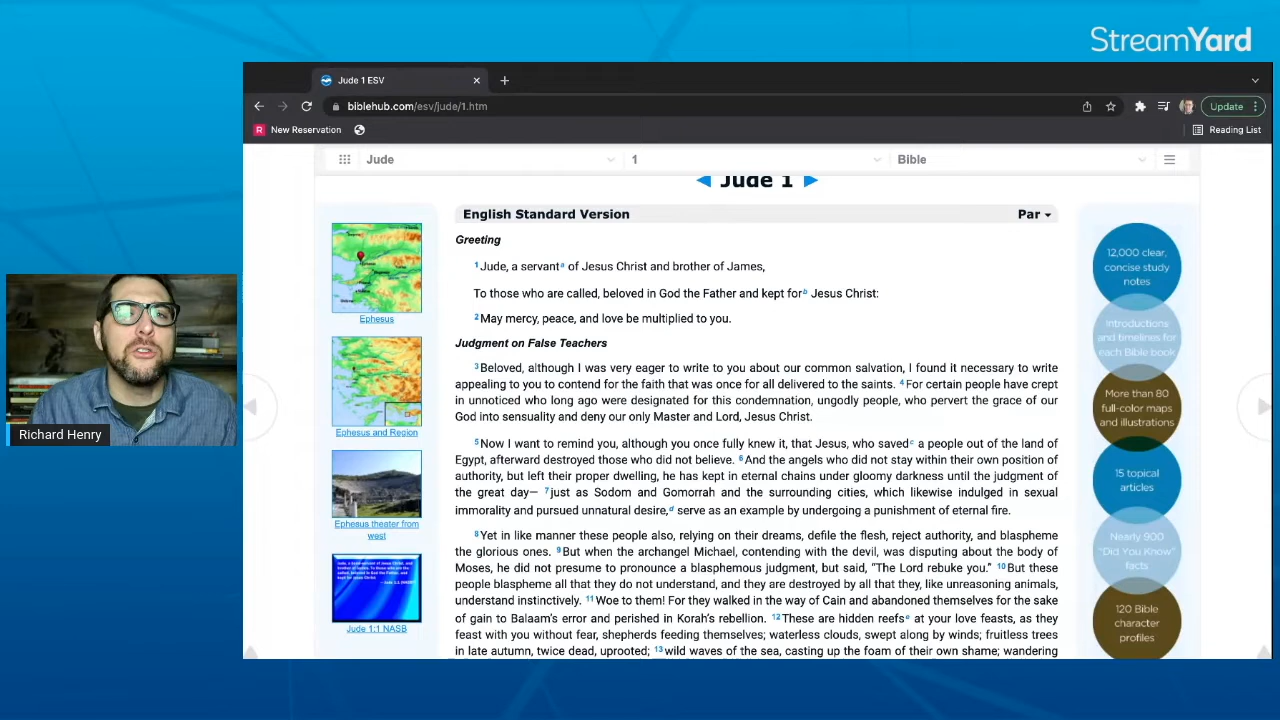 StreamYard
Jude 1 ESV
biblehub.com/esv/jude/1.htm
Update
R New Reservation
Reading List
Jude
1
Bible
Jude 1
English Standard Version
Par
Greeting
1Jude, a servanta of Jesus Christ and brother of James,
To those who are called, beloved in God the Father and kept forb Jesus Christ:
2May mercy, peace, and love be multiplied to you.
Judgment on False Teachers
3Beloved, although I was very eager to write to you about our common salvation, I found it necessary to write
appealing to you to contend for the faith that was once for all delivered to the saints. 4For certain people have crept
in unnoticed who long ago were designated for this condemnation, ungodly people, who pervert the grace of our
God into sensuality and deny our only Master and Lord, Jesus Christ.
5Now I want to remind you, although you once fully knew it, that Jesus, who savedc a people out of the land of
Egypt, afterward destroyed those who did not believe. 6And the angels who did not stay within their own position of
authority, but left their proper dwelling, he has kept in eternal chains under gloomy darkness until the judgment of
the great day— 7just as Sodom and Gomorrah and the surrounding cities, which likewise indulged in sexual
immorality and pursued unnatural desire,d serve as an example by undergoing a punishment of eternal fire.
8Yet in like manner these people also, relying on their dreams, defile the flesh, reject authority, and blaspheme
the glorious ones. 9But when the archangel Michael, contending with the devil, was disputing about the body of
Moses, he did not presume to pronounce a blasphemous judgment, but said, “The Lord rebuke you.” 10But these
people blaspheme all that they do not understand, and they are destroyed by all that they, like unreasoning animals,
understand instinctively. 11Woe to them! For they walked in the way of Cain and abandoned themselves for the sake
of gain to Balaam's error and perished in Korah's rebellion. 12These are hidden reefse at your love feasts, as they
feast with you without fear, shepherds feeding themselves; waterless clouds, swept along by winds; fruitless trees
in late autumn, twice dead, uprooted; 13wild waves of the sea, casting up the foam of their own shame; wandering
Ephesus
Ephesus and Region
Ephesus theater from
west
Jude 1:1 NASB
12,000 clear,
concise study
notes
Introductions
and timelines for
each Bible book
More than 80
full-color maps
and illustrations
15 topical
articles
Nearly 900
"Did You Know"
facts
120 Bible
character
profiles
Richard Henry